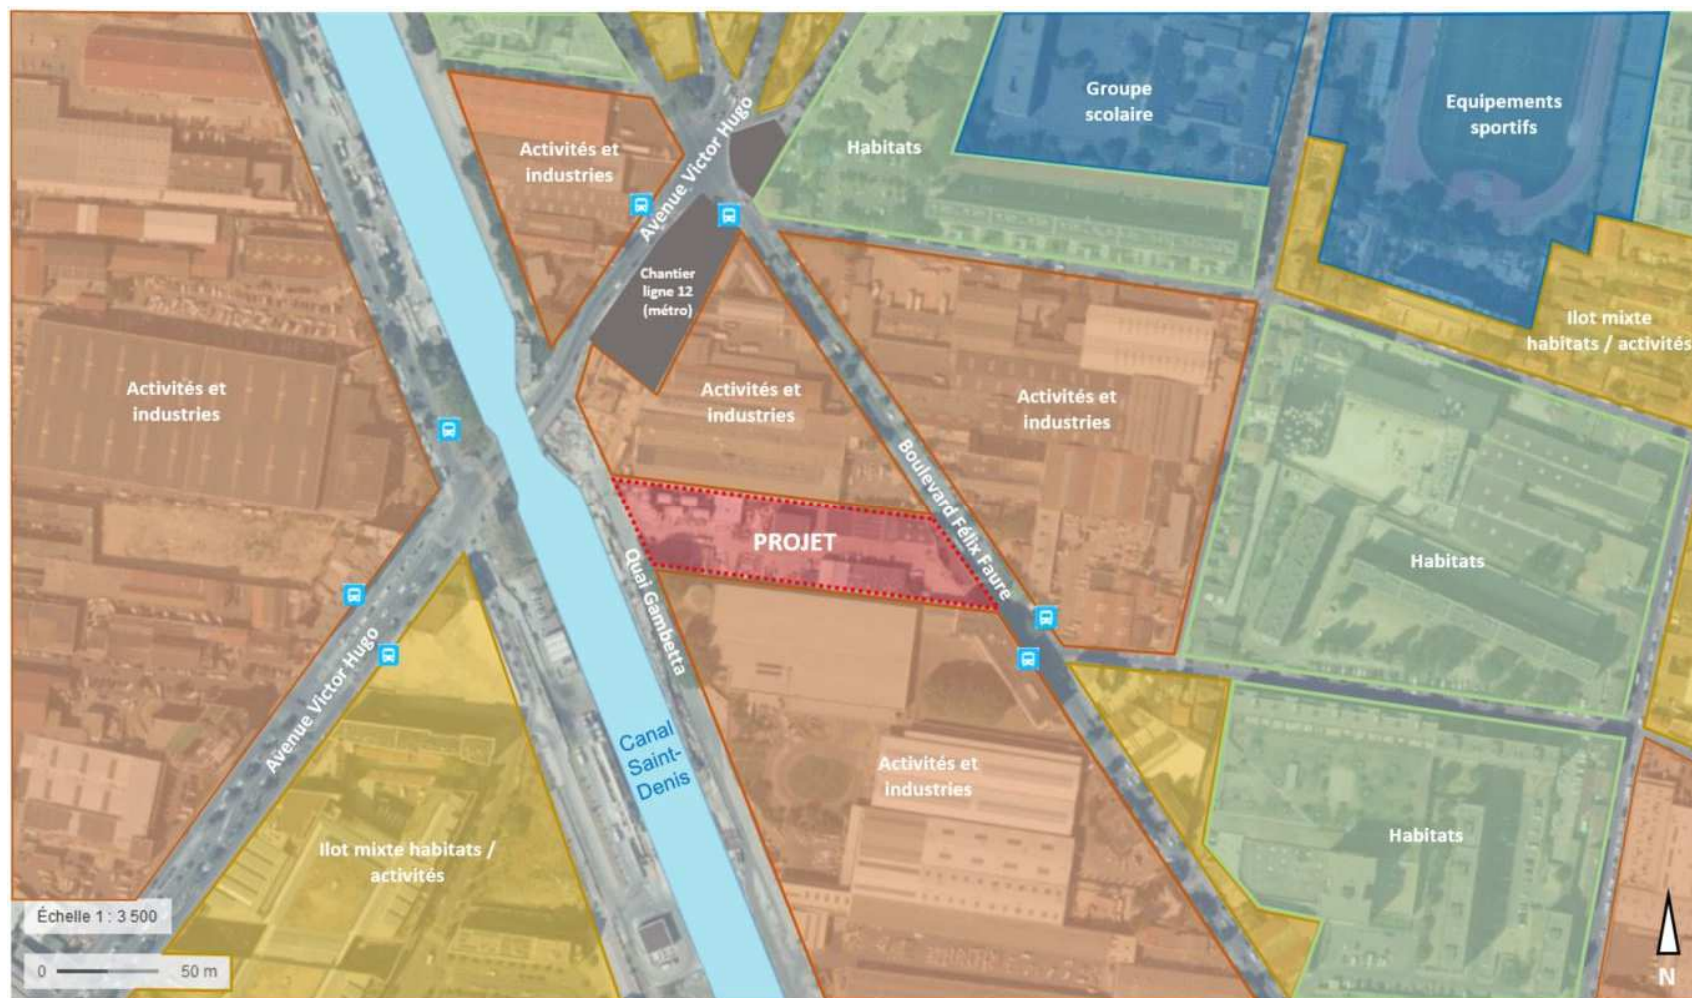 Groupe
scolaire
Equipements
sportifs
Activités et
industries
Avenue Victor Hugo
Habitats
Chantier
ligne 12
(métro)
Ilot mixte
habitats / activités
Activités et
industries
Activités et
industries
Activités et
industries
Boulevard Félix Faure
PROJET
Habitats
Quai Gambetta
Avenue Victor Hugo
Canal
Saint-
Denis
Activités et
industries
Ilot mixte habitats /
activités
Habitats
Échelle 1 : 3 500
0 50 m
N